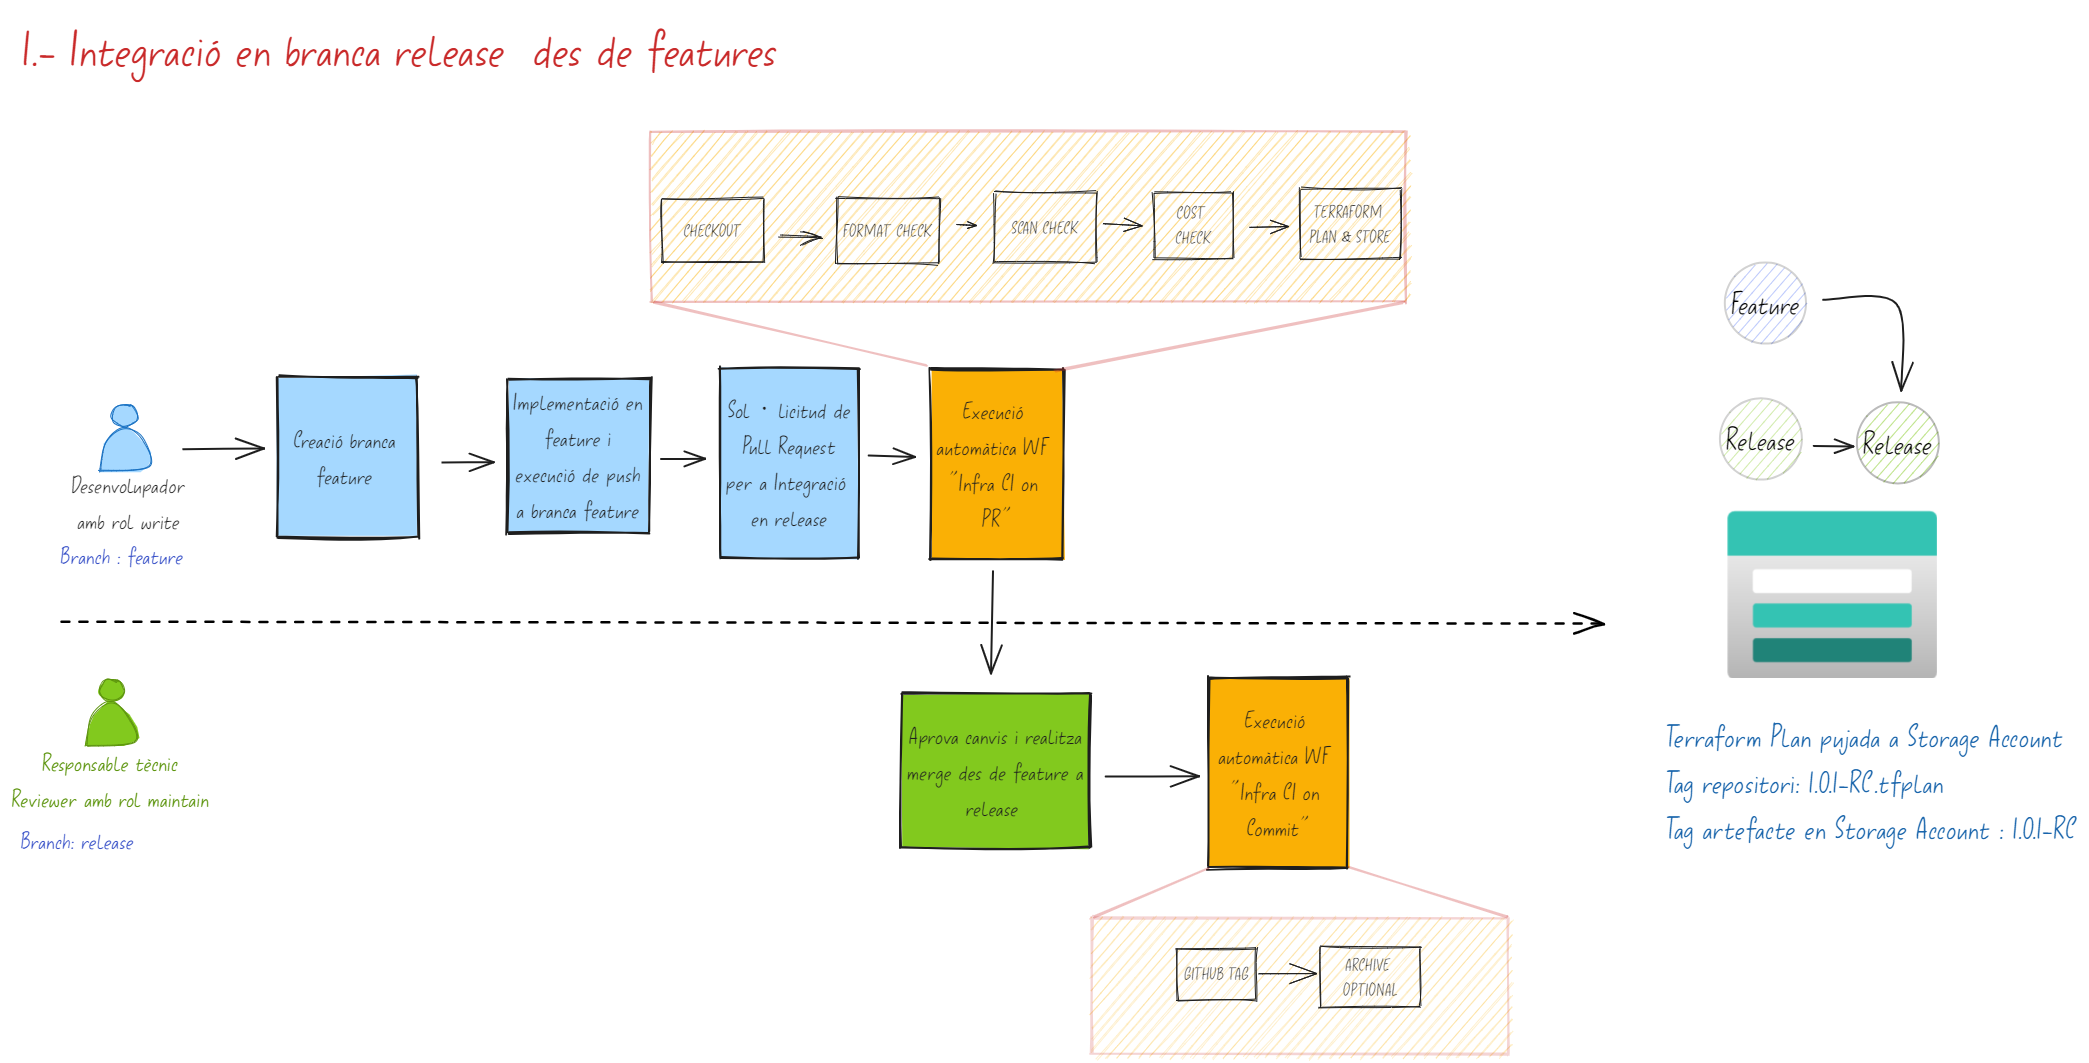 1.- Integració en branca release des de features
CHECKOUT
FORMAT CHECK
SCAN CHECK
COST
CHECK
TERRAFORM
PLAN & STORE
Desenvolupador
amb rol write
Branch : feature
Creació branca
feature
Implementació en
feature i
execució de push
a branca feature
Sol · licitud de
Pull Request
per a Integració
en release
Execució
automàtica WF
"Infra CI on
PR"
Feature
Release
Release
Responsable tècnic
Reviewer amb rol maintain
Branch: release
Aprova canvis i realitza
merge des de feature a
release
Execució
automàtica WF
"Infra CI on
Commit"
GITHUB TAG
ARCHIVE
OPTIONAL
Terraform Plan pujada a Storage Account
Tag repositori: 1.0.1-RC.tfplan
Tag artefacte en Storage Account : 1.0.1-RC